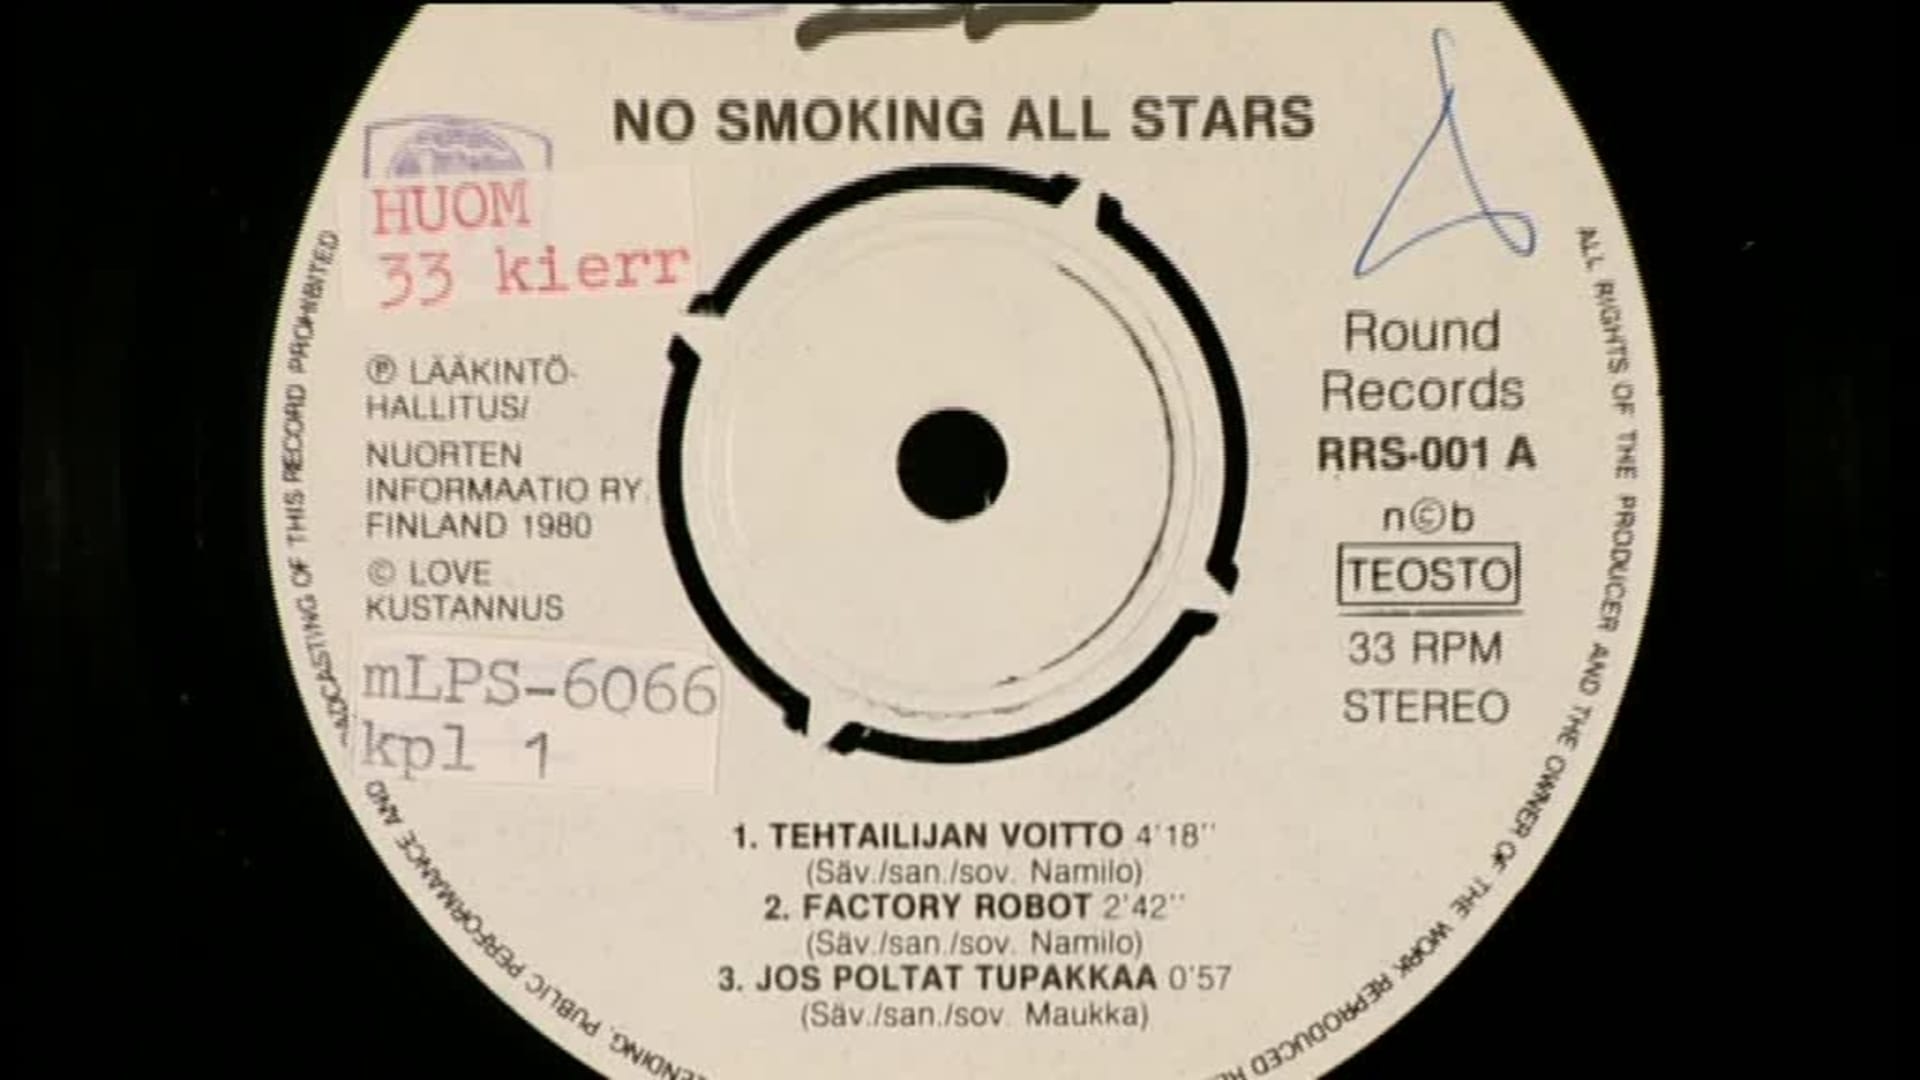 NO SMOKING ALL STARS
HUOM
33 kierr
℗ LÄÄKINTÖ-
HALLITUS/
NUORTEN
INFORMAATIO RY.
FINLAND 1980
© LOVE
KUSTANNUS
mLPS-6066
kpl 1
Round
Records
RRS-001 A
n©b
TEOSTO
33 RPM
STEREO
1. TEHTAILIJAN VOITTO 4'18''
(Säv./san./sov. Namilo)
2. FACTORY ROBOT 2'42''
(Säv./san./sov. Namilo)
3. JOS POLTAT TUPAKKAA 0'57
(Säv./san./sov. Maukka)
ALL RIGHTS OF THE PRODUCER AND THE OWNER OF THE WORK REPRODUCED
PUBLIC PERFORMANCE AND
OF THIS RECORD PROHIBITED